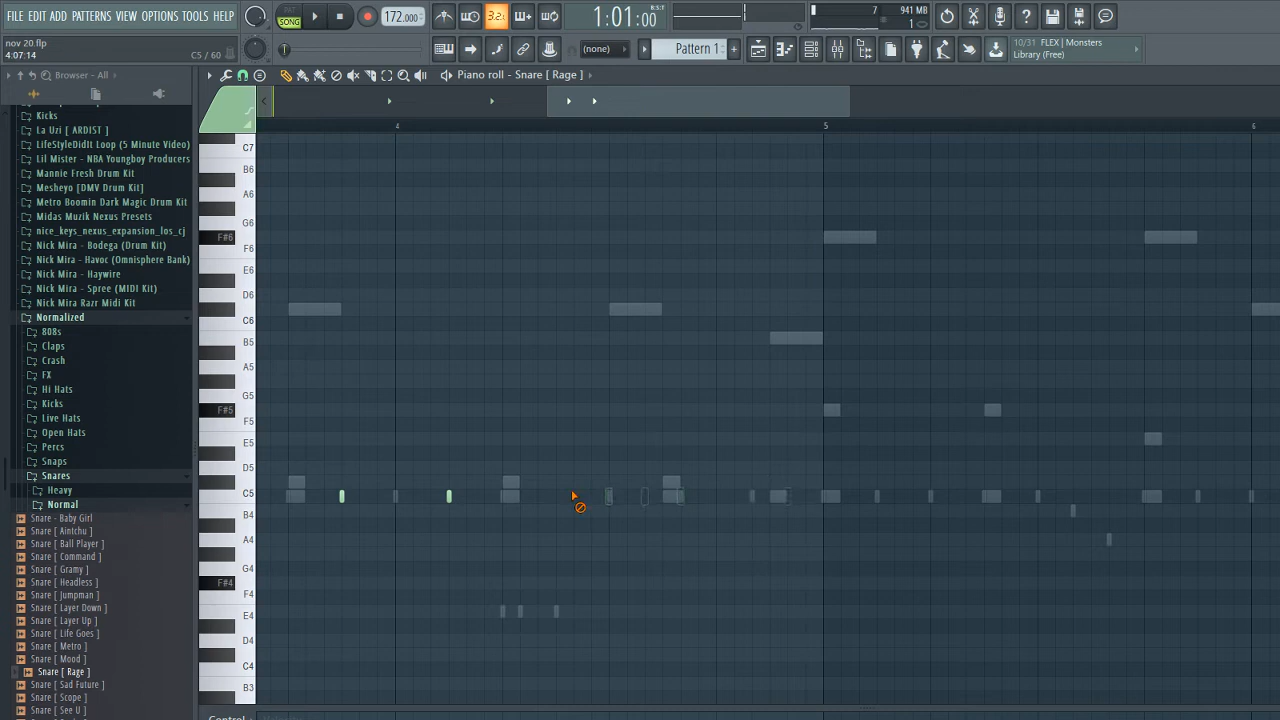 FILE EDIT ADD PATTERNS VIEW OPTIONS TOOLS HELP
PAT
SONG
172.000
3.2.
1:01:00
B:S:T
7
941 MB
1
nov 20.flp
4:07:14
C5 / 60
(none)
Pattern 1
10/31 FLEX | Monsters
Library (Free)
Browser - All
Piano roll - Snare [ Rage ]
Kicks
La Uzi [ ARDIST ]
LifeStyleDidIt Loop (5 Minute Video)
Lil Mister - NBA Youngboy Producers
Mannie Fresh Drum Kit
Mesheyo [DMV Drum Kit]
Metro Boomin Dark Magic Drum Kit
Midas Muzik Nexus Presets
nice_keys_nexus_expansion_los_cj
Nick Mira - Bodega (Drum Kit)
Nick Mira - Havoc (Omnisphere Bank)
Nick Mira - Haywire
Nick Mira - Spree (MIDI Kit)
Nick Mira Razr Midi Kit
Normalized
808s
Claps
Crash
FX
Hi Hats
Kicks
Live Hats
Open Hats
Percs
Snaps
Snares
Heavy
Normal
Snare - Baby Girl
Snare [ Aintchu ]
Snare [ Ball Player ]
Snare [ Command ]
Snare [ Gramy ]
Snare [ Headless ]
Snare [ Jumpman ]
Snare [ Layer Down ]
Snare [ Layer Up ]
Snare [ Life Goes ]
Snare [ Metro ]
Snare [ Mood ]
Snare [ Rage ]
Snare [ Sad Future ]
Snare [ Scope ]
Snare [ See U ]
4 5 6
C7
B6
A6
G6
F#6
F6
E6
D6
C6
B5
A5
G5
F#5
F5
E5
D5
C5
B4
A4
G4
F#4
F4
E4
D4
C4
B3
Control